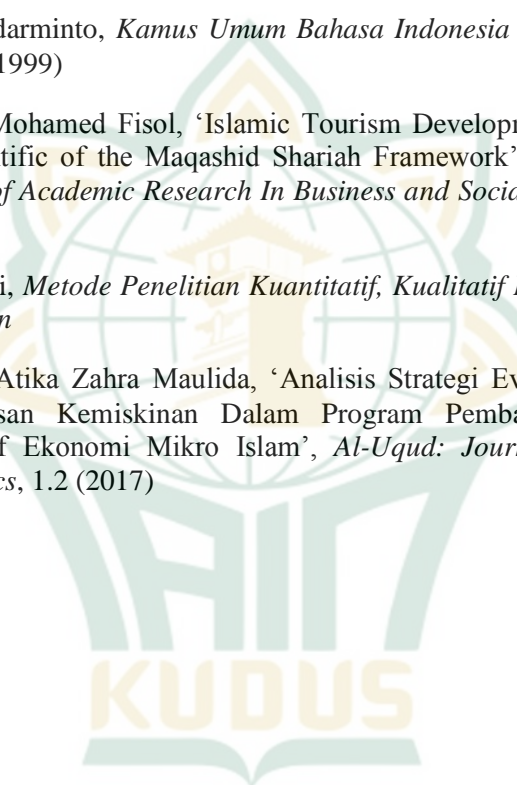 darminto, Kamus Umum Bahasa Indonesia
1999)
Mohamed Fisol, ‘Islamic Tourism Developm
tific of the Maqashid Shariah Framework’
of Academic Research In Business and Socia
i, Metode Penelitian Kuantitatif, Kualitatif
n
Atika Zahra Maulida, ‘Analisis Strategi Ev
san Kemiskinan Dalam Program Pemba
f Ekonomi Mikro Islam’, Al-Uqud: Jour
cs, 1.2 (2017)
IAIN
KUDUS